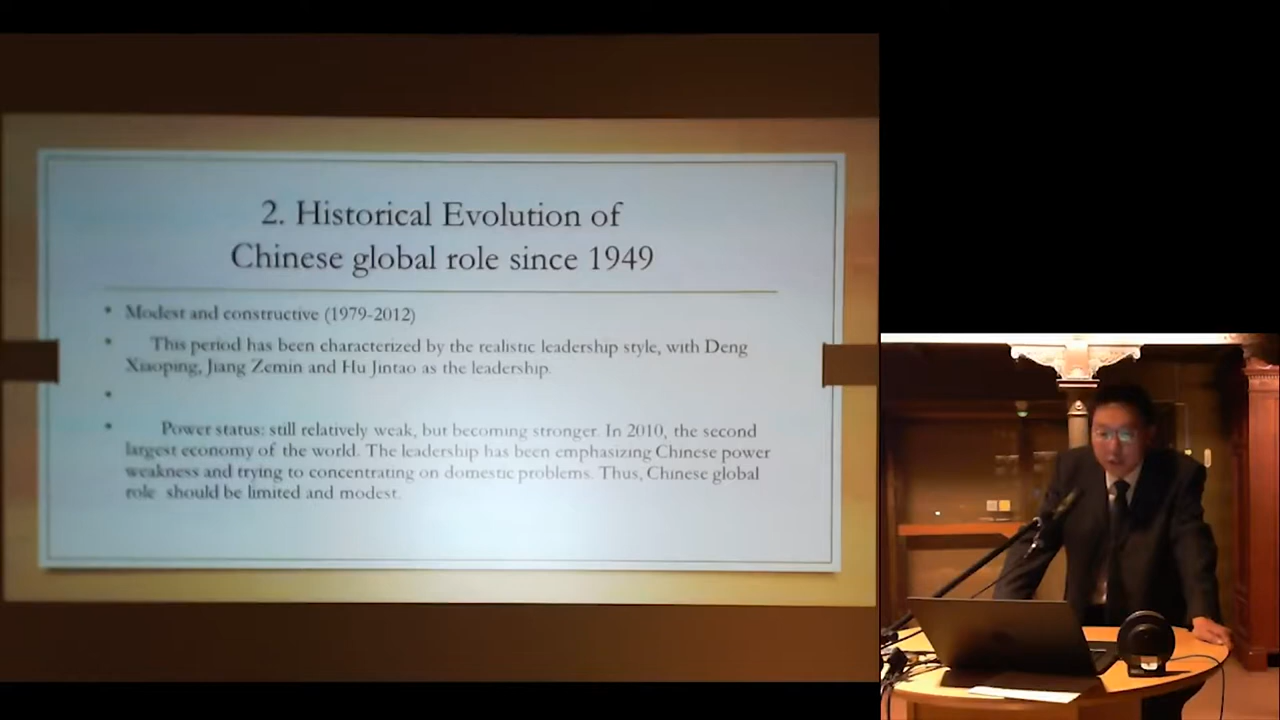 2. Historical Evolution of
Chinese global role since 1949
• Modest and constructive (1979-2012)
• This period has been characterized by the realistic leadership style, with Deng
Xiaoping, Jiang Zemin and Hu Jintao as the leadership.
•
• Power status: still relatively weak, but becoming stronger. In 2010, the second
largest economy of the world. The leadership has been emphasizing Chinese power
weakness and trying to concentrating on domestic problems. Thus, Chinese global
role should be limited and modest.